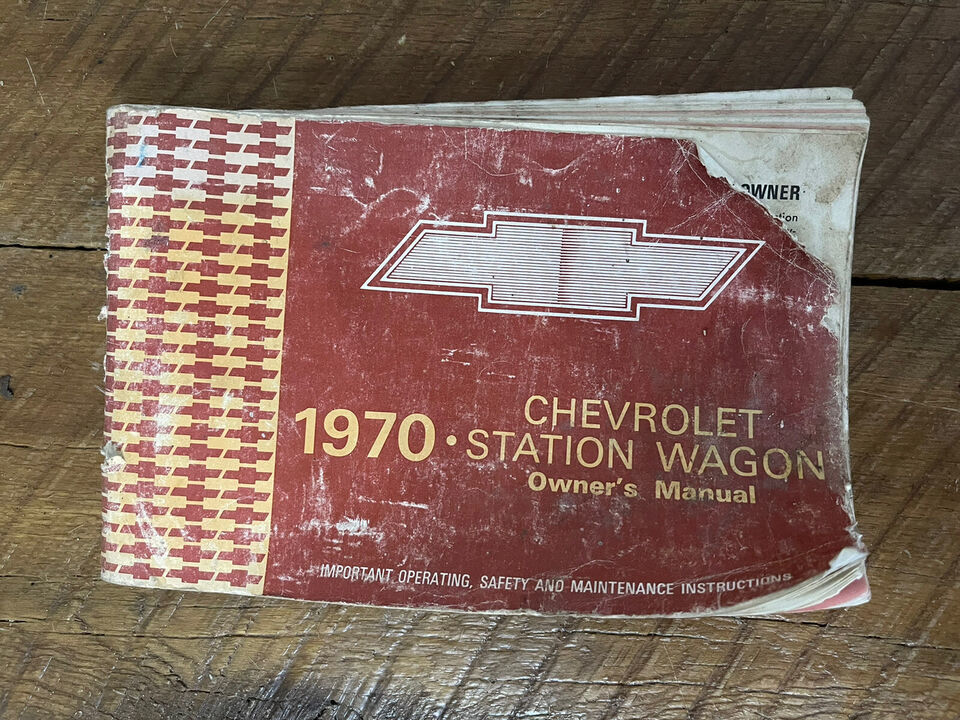 OWNER
1970 • CHEVROLET
STATION WAGON
Owner's Manual
IMPORTANT OPERATING, SAFETY AND MAINTENANCE INSTRUCTIONS